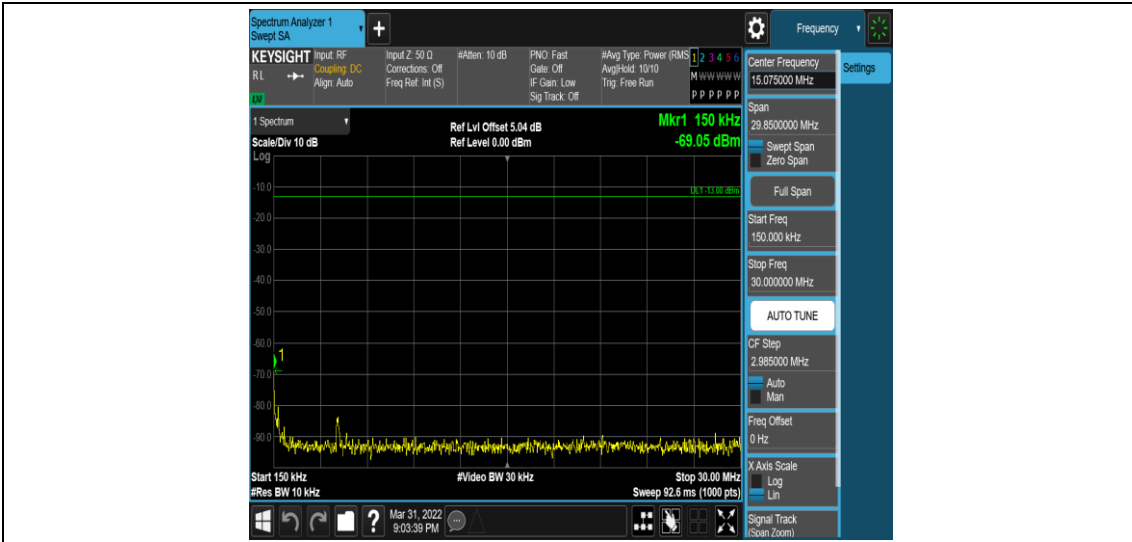 Spectrum Analyzer 1
Swept SA
+
Frequency
KEYSIGHT
RL
LXI
Input: RF
Coupling: DC
Align: Auto
Input Z: 50 Ω
Corrections: Off
Freq Ref: Int (S)
#Atten: 10 dB
PNO: Fast
Gate: Off
IF Gain: Low
Sig Track: Off
#Avg Type: Power (RMS
Avg|Hold: 10/10
Trig: Free Run
1 2 3 4 5 6
M W W W W W
P P P P P P
1 Spectrum
Scale/Div 10 dB
Log
Ref Lvl Offset 5.04 dB
Ref Level 0.00 dBm
Mkr1 150 kHz
-69.05 dBm
DL1 -13.00 dBm
-10.0
-20.0
-30.0
-40.0
-50.0
-60.0
1
-70.0
-80.0
-90.0
Start 150 kHz
#Video BW 30 kHz
Stop 30.00 MHz
#Res BW 10 kHz
Sweep 92.6 ms (1000 pts)
?
Mar 31, 2022
9:03:39 PM
Center Frequency
15.075000 MHz
Settings
Span
29.8500000 MHz
Swept Span
Zero Span
Full Span
Start Freq
150.000 kHz
Stop Freq
30.000000 MHz
AUTO TUNE
CF Step
2.985000 MHz
Auto
Man
Freq Offset
0 Hz
X Axis Scale
Log
Lin
Signal Track
(Span Zoom)